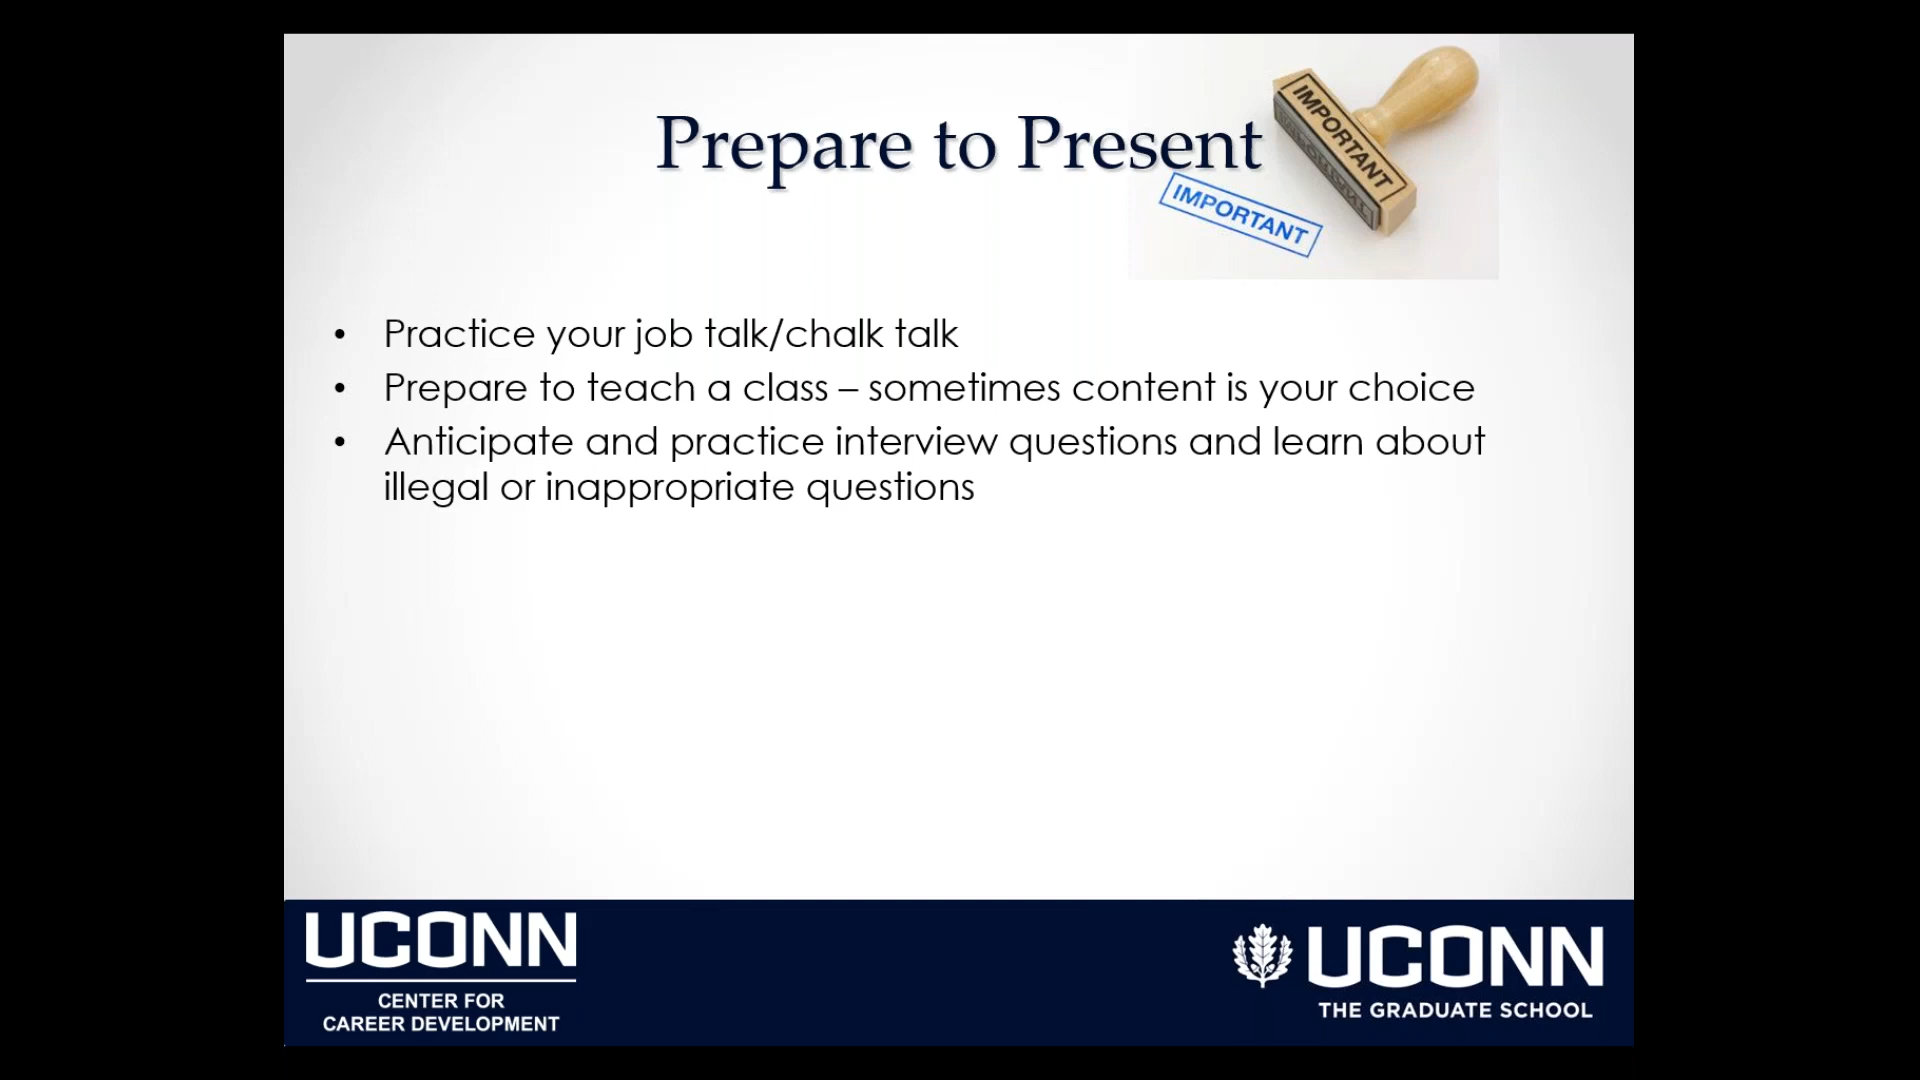 Prepare to Present
IMPORTANT
IMPORTANT
• Practice your job talk/chalk talk
• Prepare to teach a class – sometimes content is your choice
• Anticipate and practice interview questions and learn about
illegal or inappropriate questions
UCONN
CENTER FOR
CAREER DEVELOPMENT
UCONN
THE GRADUATE SCHOOL